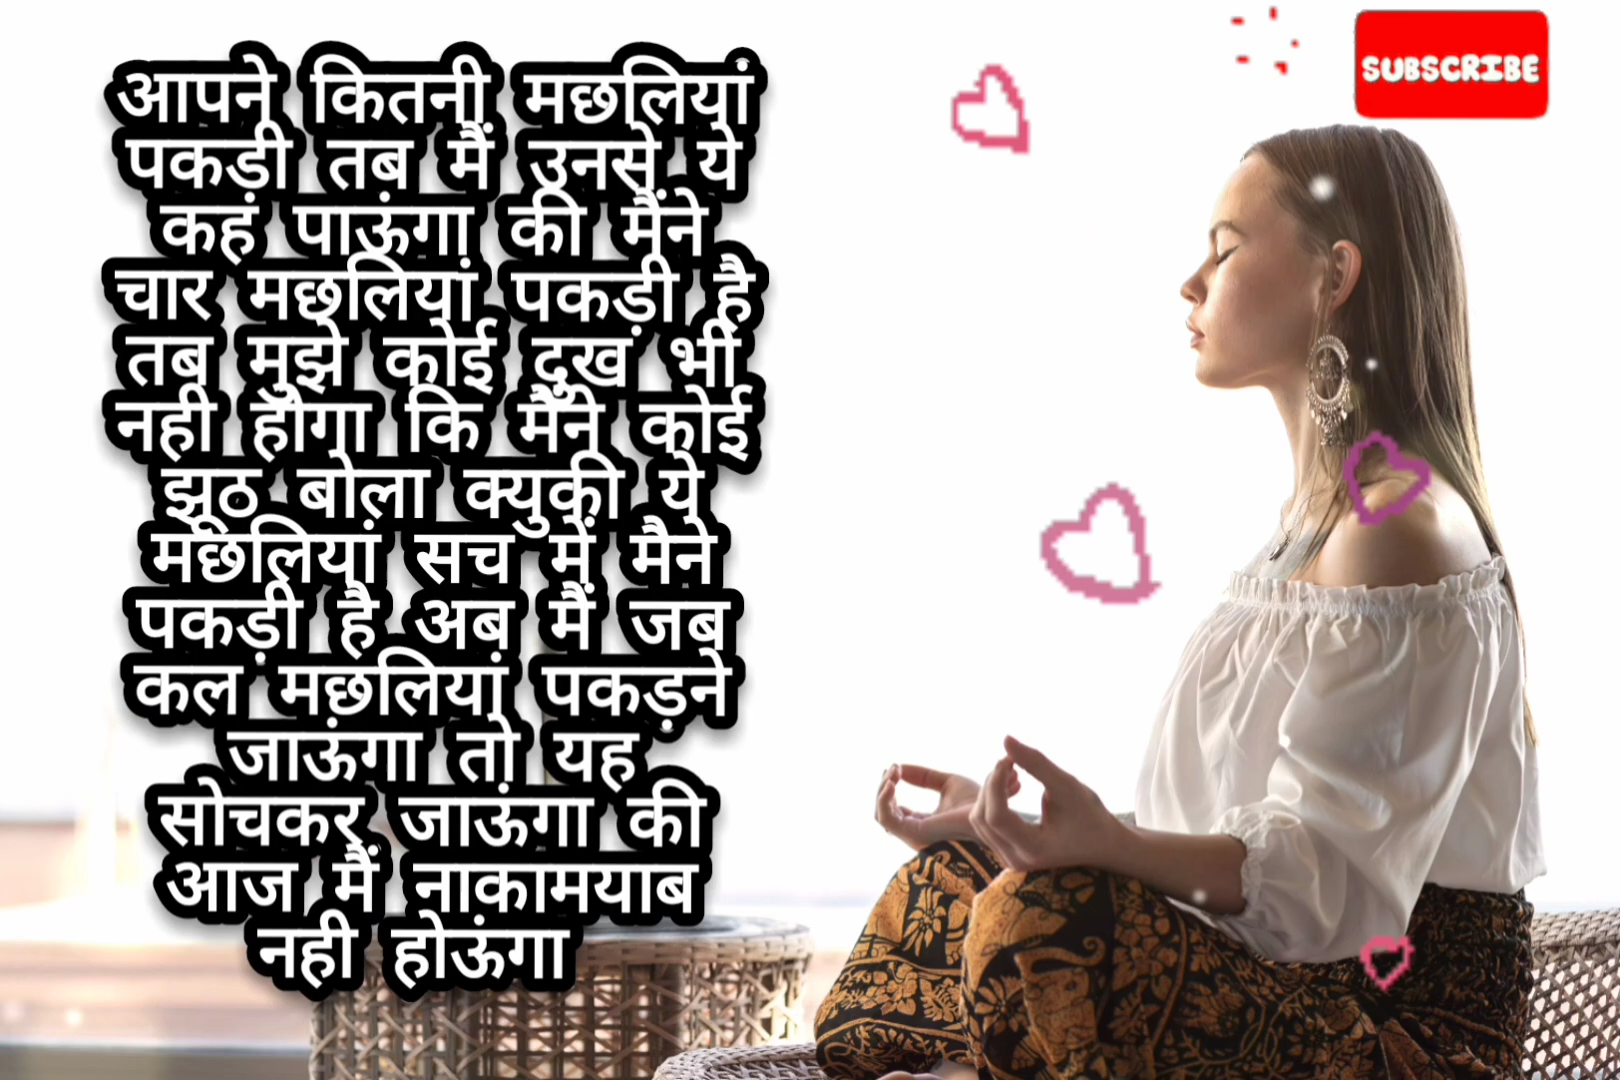 आपने कितनी मछलियां
पकड़ी तब मैं उनसे ये
कहं पाऊंगा की मैंने
चार मछलियां पकड़ी है
तब मुझे कोई दुख भी
नही होगा कि मैंने कोई
झूठ बोला क्युकी ये
मछलियां सच में मैने
पकड़ी है अब मैं जब
कल मछलियां पकड़ने
जाऊंगा तो यह
सोचकर जाऊंगा की
आज मैं नाकामयाब
नही होऊंगा
SUBSCRIBE